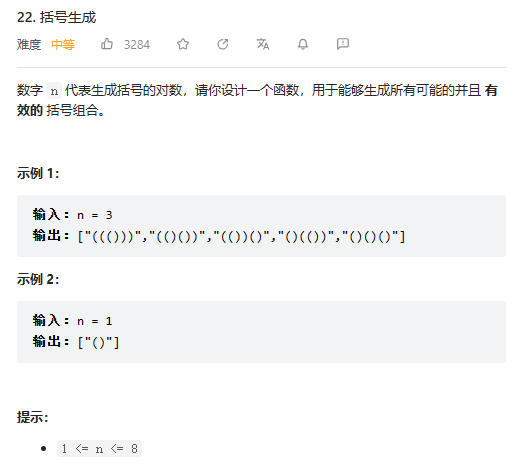 22. 括号生成
难度 中等 3284
数字 n 代表生成括号的对数，请你设计一个函数，用于能够生成所有可能的并且 有
效的 括号组合。
示例 1：
输入：n = 3
输出：["((()))","(()())","(())()","()(())","()()()"]
示例 2：
输入：n = 1
输出：["()"]
提示：
1 <= n <= 8